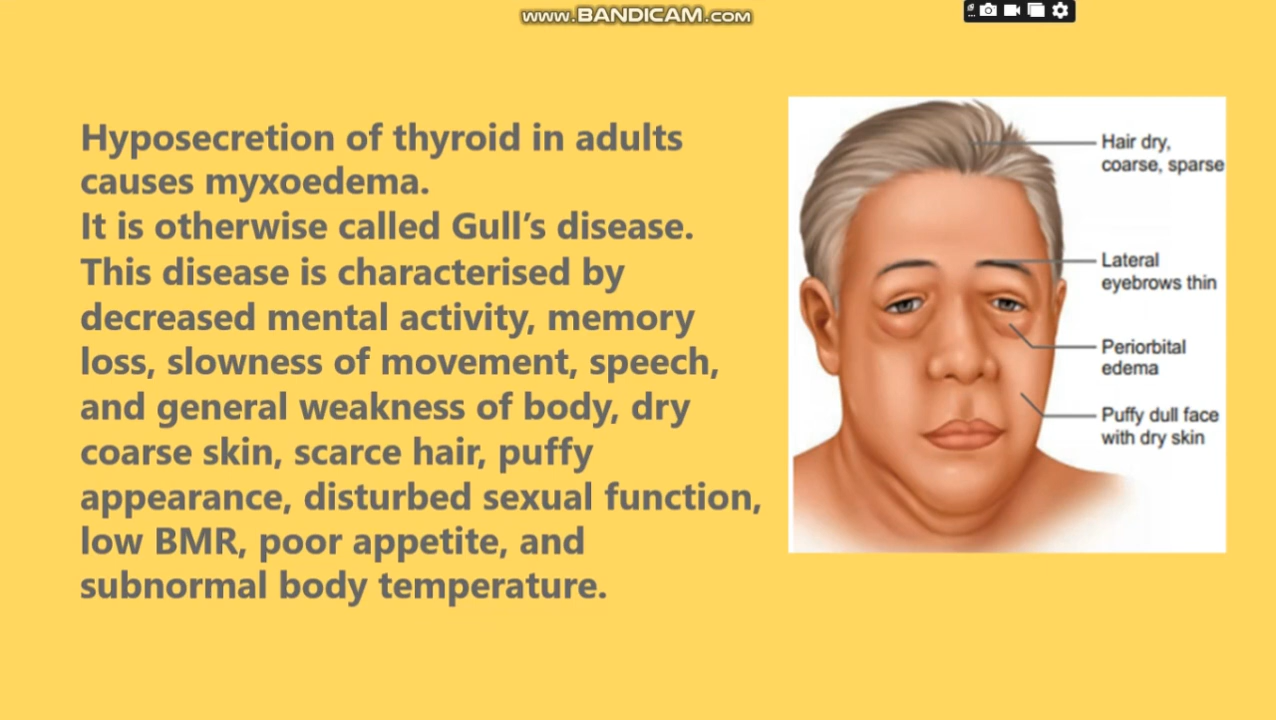 WWW.BANDICAM.COM
Hyposecretion of thyroid in adults
causes myxoedema.
It is otherwise called Gull's disease.
This disease is characterised by
decreased mental activity, memory
loss, slowness of movement, speech,
and general weakness of body, dry
coarse skin, scarce hair, puffy
appearance, disturbed sexual function,
low BMR, poor appetite, and
subnormal body temperature.
Hair dry,
coarse, sparse
Lateral
eyebrows thin
Periorbital
edema
Puffy dull face
with dry skin